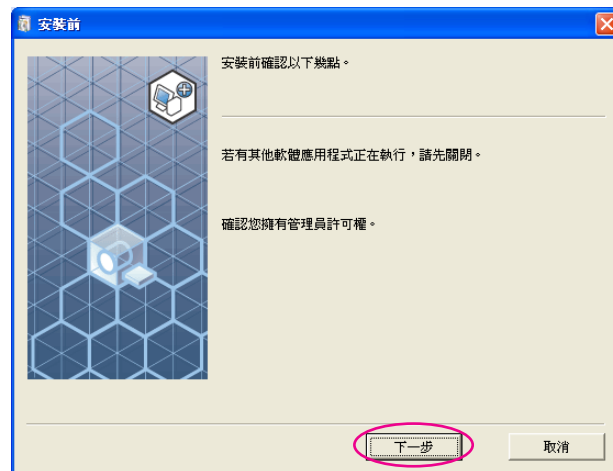 安裝前
安裝前確認以下幾點。
若有其他軟體應用程式正在執行，請先關閉。
確認您擁有管理員許可權。
下一步
取消